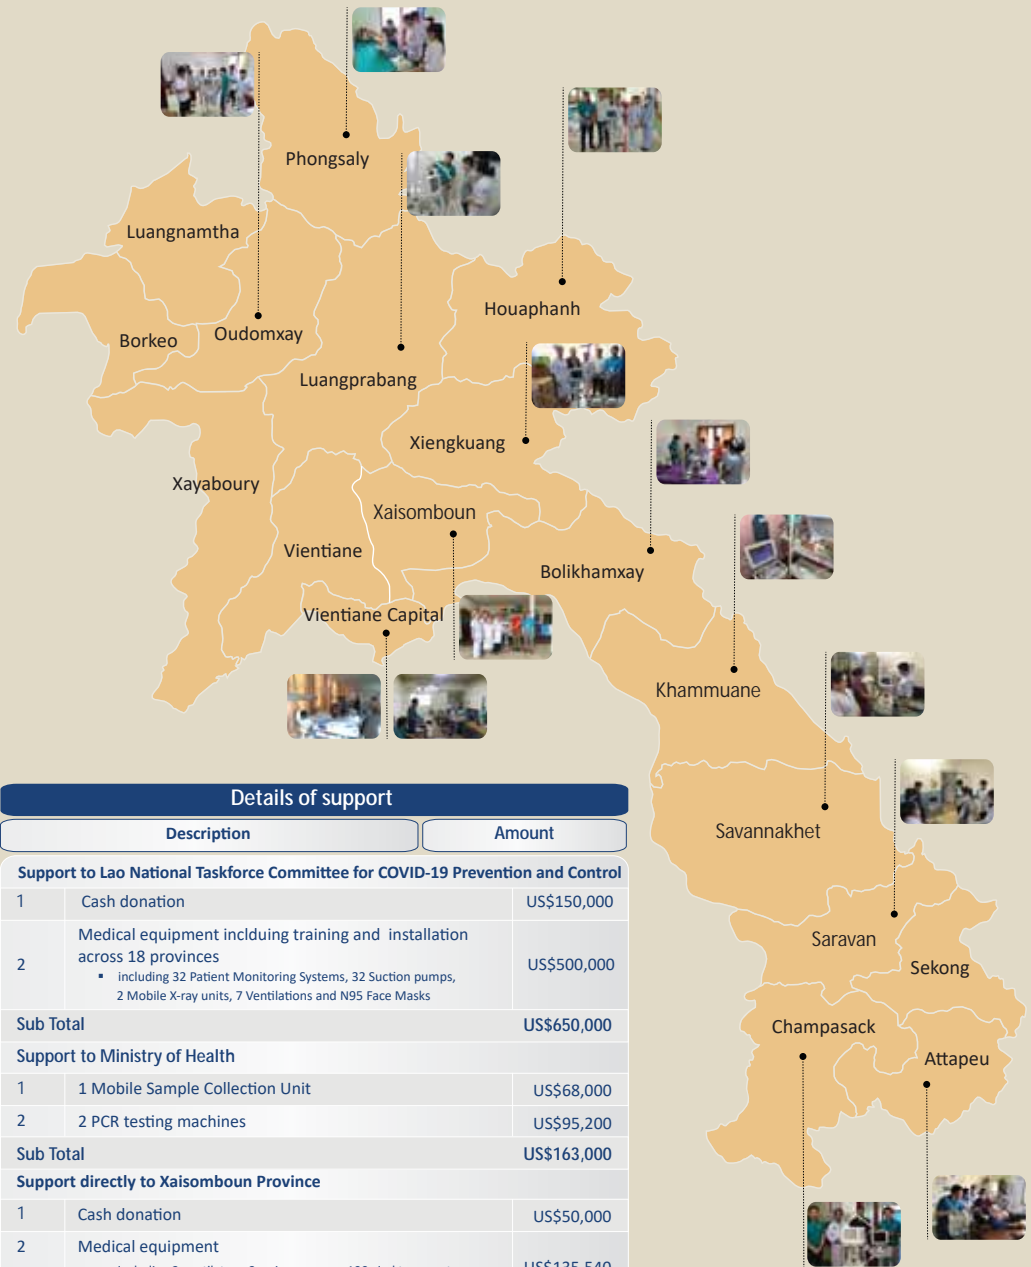 Phongsaly
Luangnamtha
Houaphanh
Borkeo
Oudomxay
Luangprabang
Xiengkuang
Xayaboury
Xaisomboun
Vientiane
Bolikhamxay
Vientiane Capital
Khammuane
Savannakhet
Saravan
Sekong
Champasack
Attapeu
Details of support
Description Amount
Support to Lao National Taskforce Committee for COVID-19 Prevention and Control
1 Cash donation US$150,000
2 Medical equipment inclduing training and installation
across 18 provinces
▪ including 32 Patient Monitoring Systems, 32 Suction pumps,
2 Mobile X-ray units, 7 Ventilations and N95 Face Masks
US$500,000
Sub Total US$650,000
Support to Ministry of Health
1 1 Mobile Sample Collection Unit US$68,000
2 2 PCR testing machines US$95,200
Sub Total US$163,000
Support directly to Xaisomboun Province
1 Cash donation US$50,000
2 Medical equipment
US$135,540